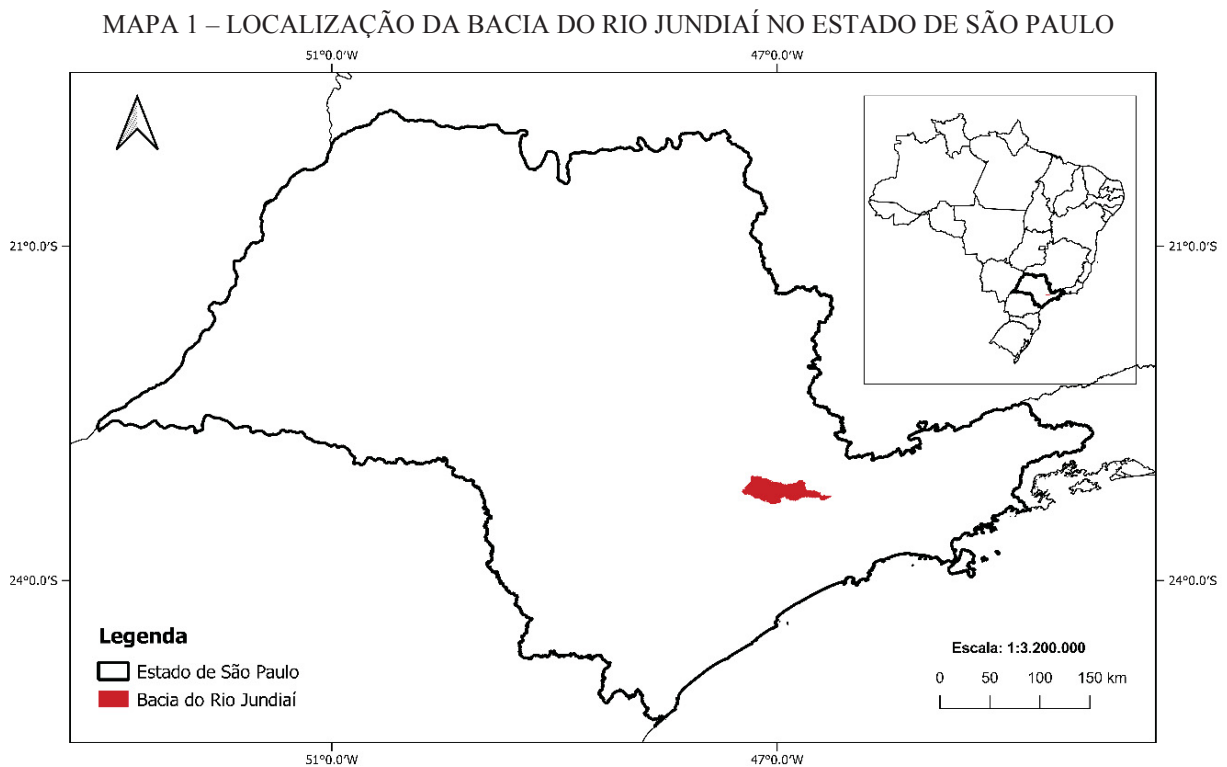 MAPA 1 – LOCALIZAÇÃO DA BACIA DO RIO JUNDIAÍ NO ESTADO DE SÃO PAULO
51°0.0'W 47°0.0'W
21°0.0'S 21°0.0'S
24°0.0'S 24°0.0'S
Legenda
Estado de São Paulo
Bacia do Rio Jundiaí
Escala: 1:3.200.000
0 50 100 150 km
51°0.0'W 47°0.0'W